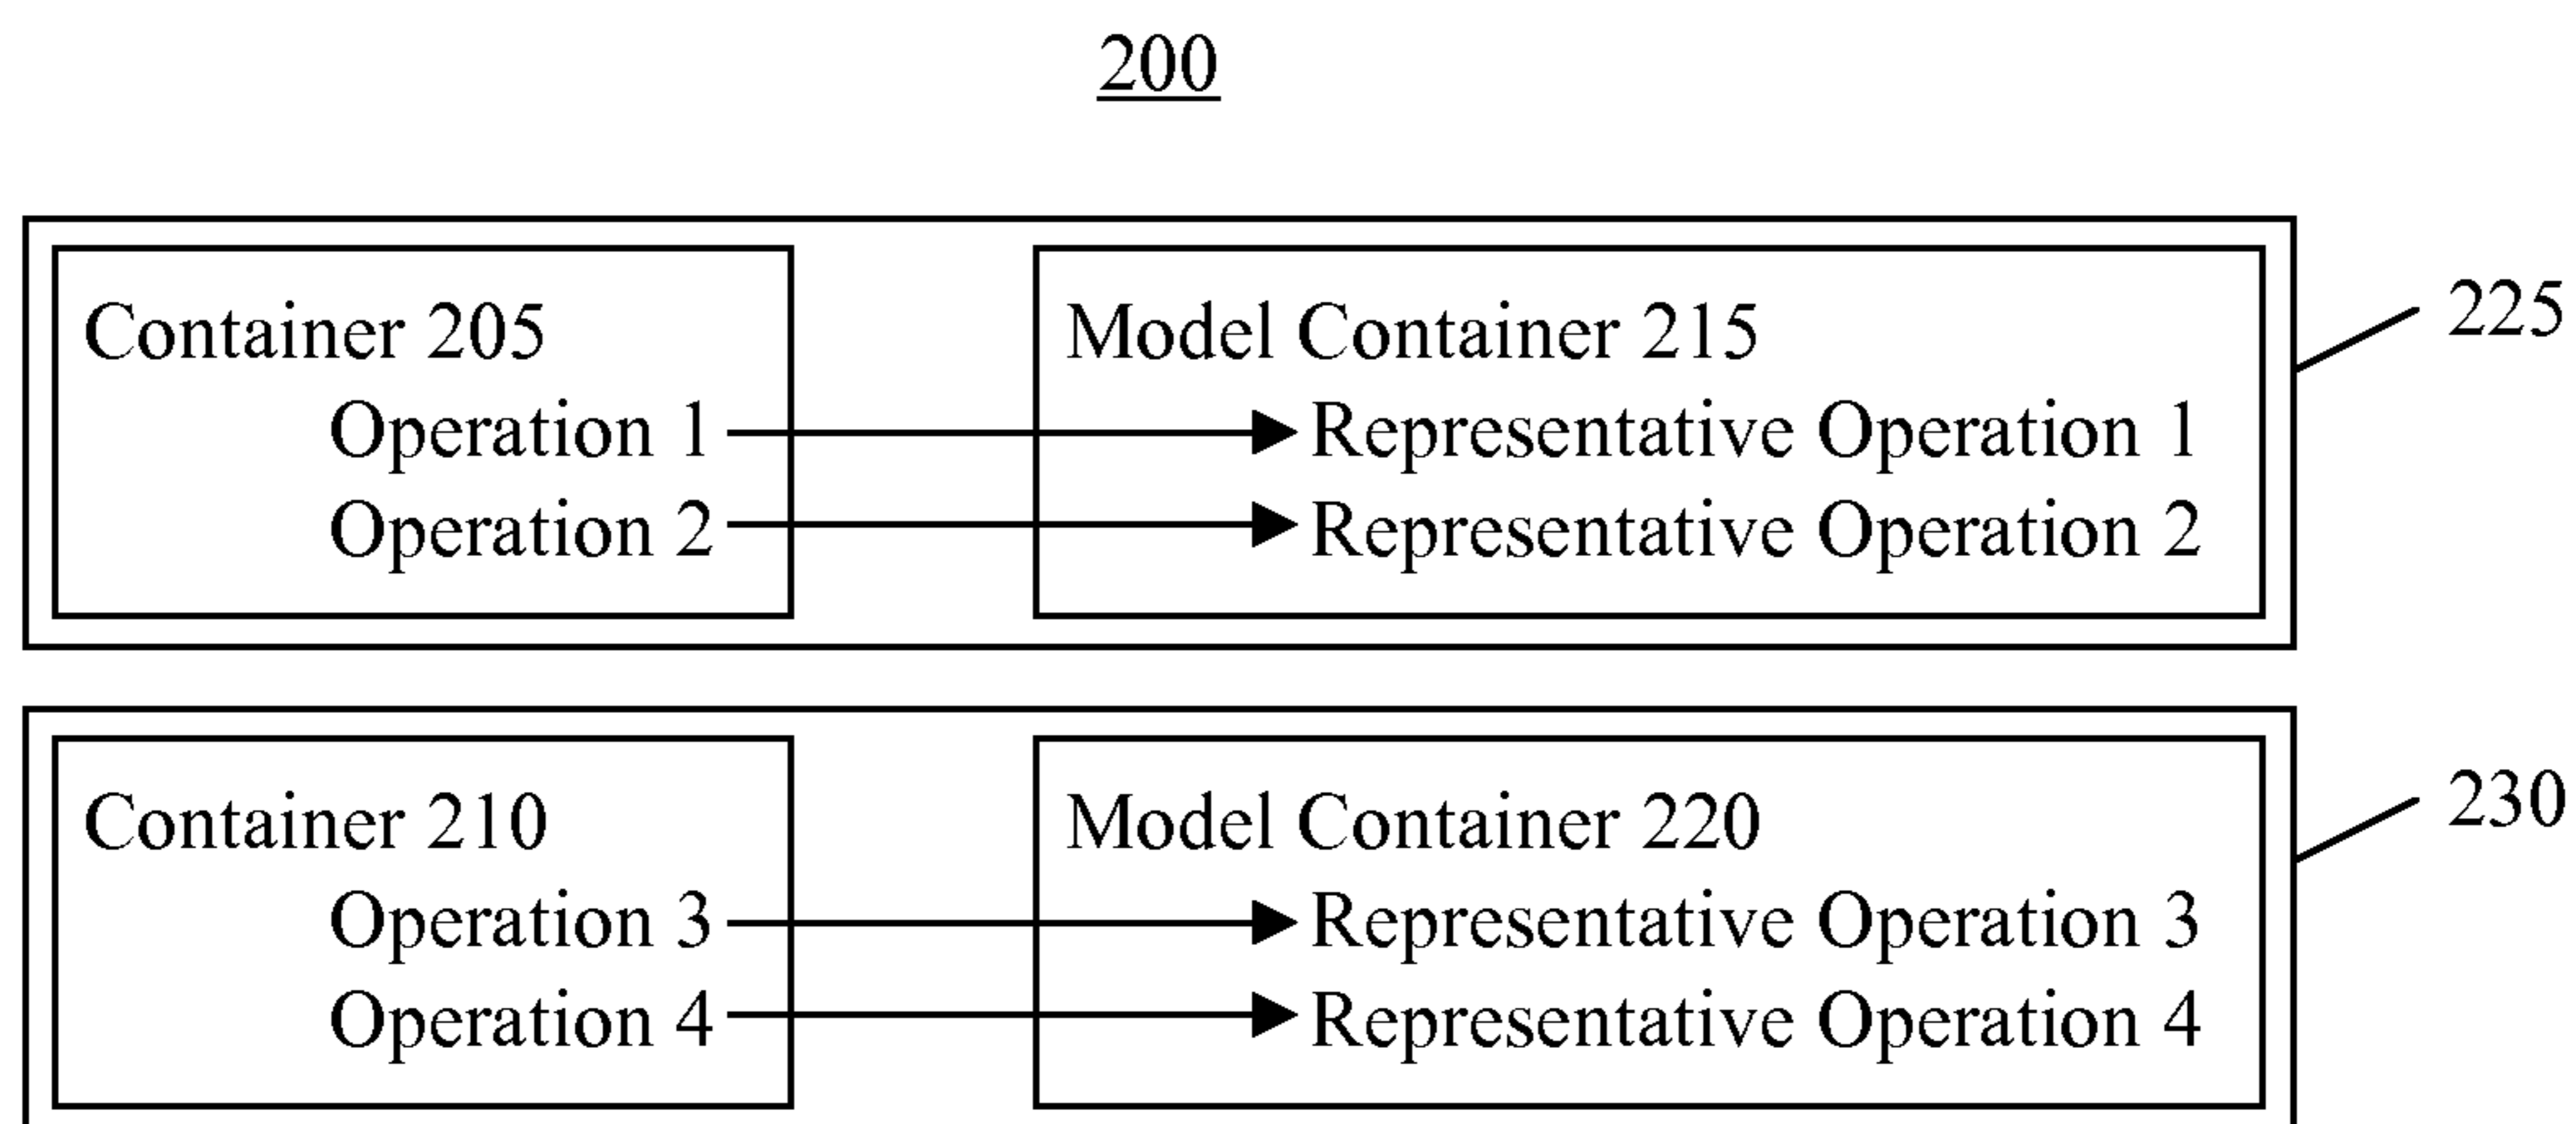 200
Container 205
Model Container 215
225
Operation 1
Representative Operation 1
Operation 2
Representative Operation 2
Container 210
Model Container 220
230
Operation 3
Representative Operation 3
Operation 4
Representative Operation 4